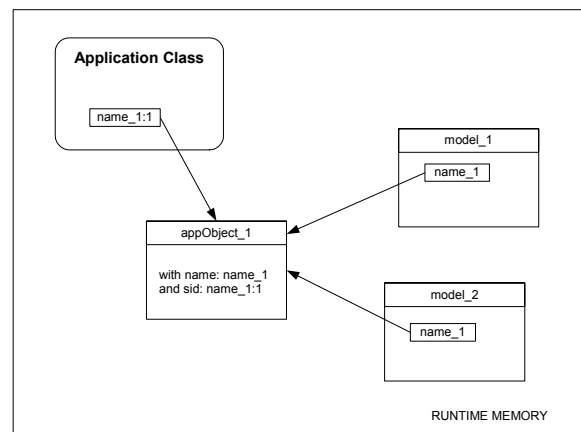 Application Class
name_1:1
model_1
name_1
appObject_1
with name: name_1
and sid: name_1:1
model_2
name_1
RUNTIME MEMORY